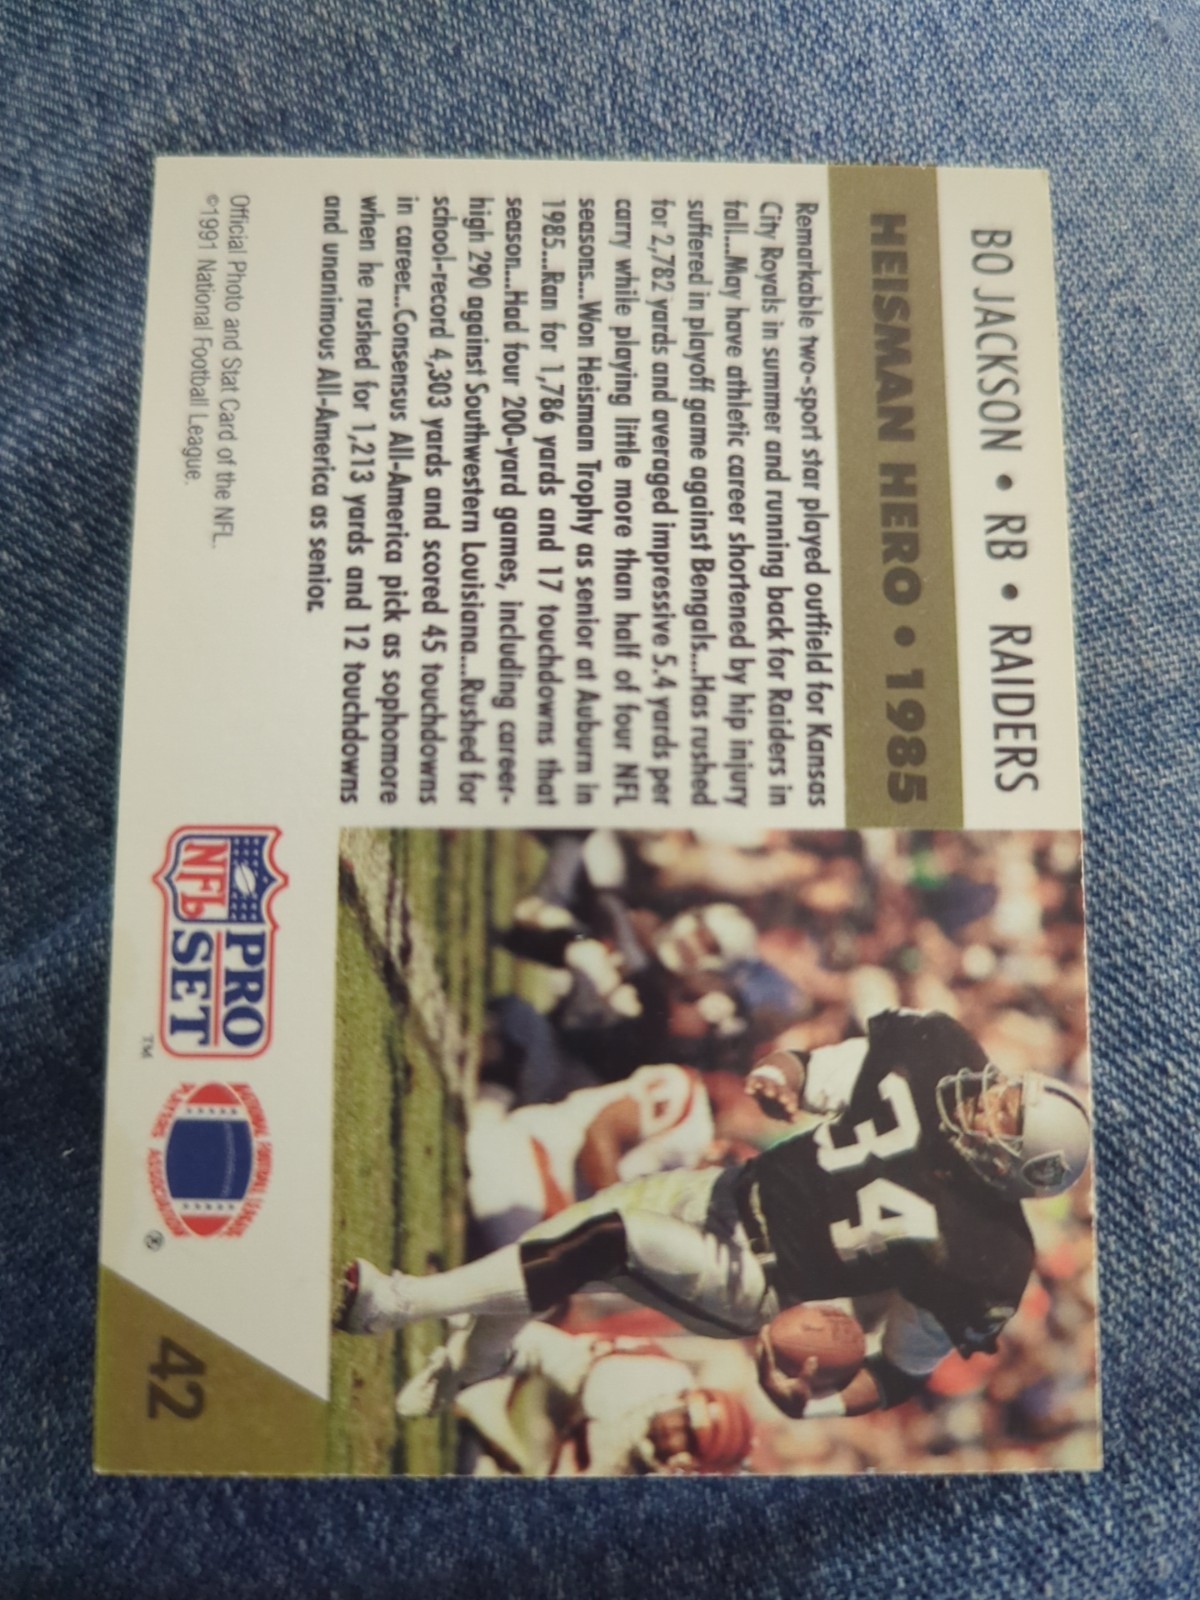 BO JACKSON • RB • RAIDERS
HEISMAN HERO • 1985
Remarkable two-sport star played outfield for Kansas
City Royals in summer and running back for Raiders in
fall...May have athletic career shortened by hip injury
suffered in playoff game against Bengals....Has rushed
for 2,782 yards and averaged impressive 5.4 yards per
carry while playing little more than half of four NFL
seasons...Won Heisman Trophy as senior at Auburn in
1985...Ran for 1,786 yards and 17 touchdowns that
season...Had four 200-yard games, including career-
high 290 against Southwestern Louisiana...Rushed for
school-record 4,303 yards and scored 45 touchdowns
in career...Consensus All-America pick as sophomore
when he rushed for 1,213 yards and 12 touchdowns
and unanimous All-America as senior.
Official Photo and Stat Card of the NFL.
©1991 National Football League.
34
NFL PRO
SET
TM
NATIONAL FOOTBALL LEAGUE
PLAYERS ASSOCIATION
®
42